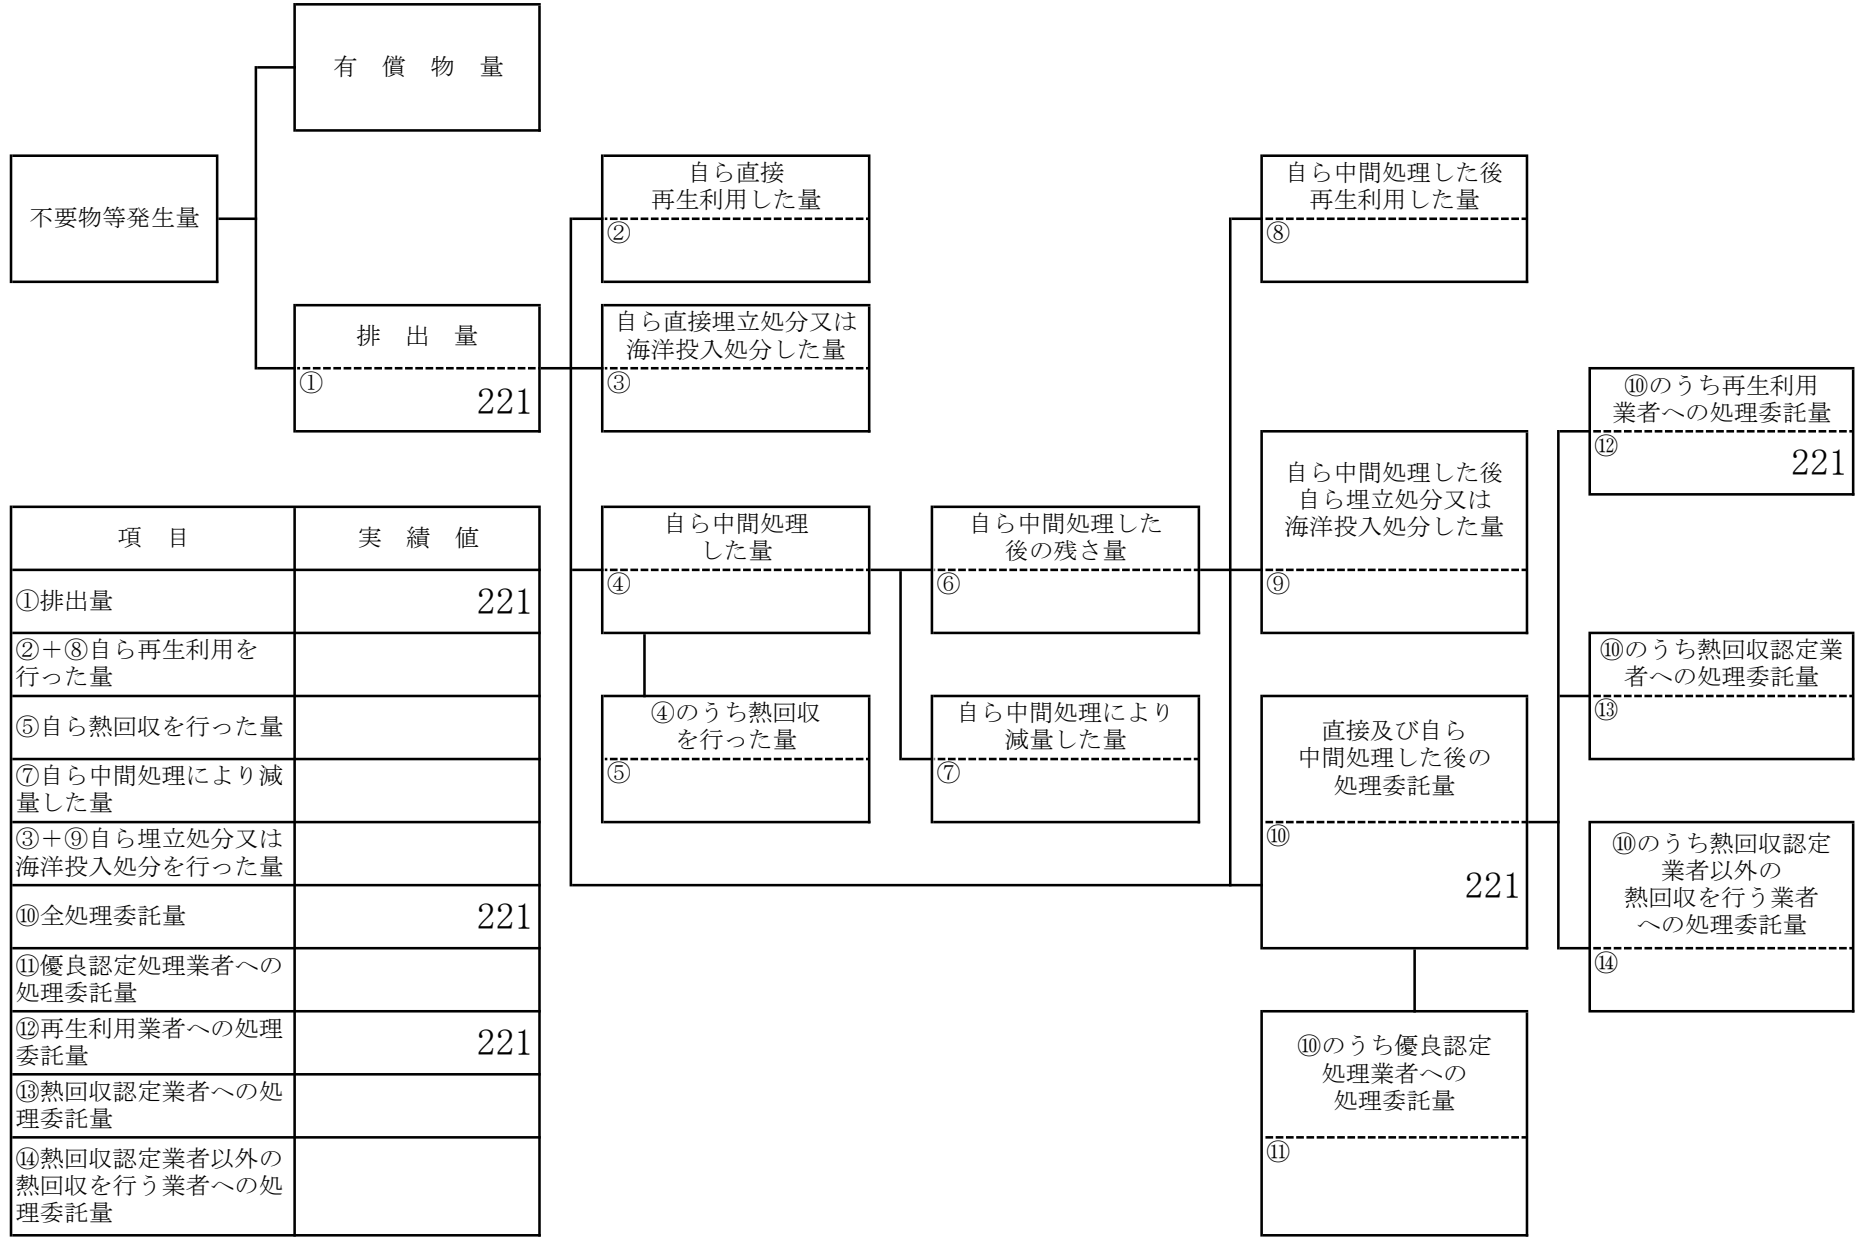 有　償　物　量
不要物等発生量
排　出　量
①
221
自ら直接
再生利用した量
②
自ら直接埋立処分又は
海洋投入処分した量
③
自ら中間処理
した量
④
④のうち熱回収
を行った量
⑤
自ら中間処理した
後の残さ量
⑥
自ら中間処理により
減量した量
⑦
自ら中間処理した後
再生利用した量
⑧
自ら中間処理した後
自ら埋立処分又は
海洋投入処分した量
⑨
直接及び自ら
中間処理した後の
処理委託量
⑩
221
⑩のうち優良認定
処理業者への
処理委託量
⑪
⑩のうち再生利用
業者への処理委託量
⑫
221
⑩のうち熱回収認定業
者への処理委託量
⑬
⑩のうち熱回収認定
業者以外の
熱回収を行う業者
への処理委託量
⑭
項　目
実　績　値
①排出量
221
②＋⑧自ら再生利用を
行った量
⑤自ら熱回収を行った量
⑦自ら中間処理により減
量した量
③＋⑨自ら埋立処分又は
海洋投入処分を行った量
⑩全処理委託量
221
⑪優良認定処理業者への
処理委託量
⑫再生利用業者への処理
委託量
221
⑬熱回収認定業者への処
理委託量
⑭熱回収認定業者以外の
熱回収を行う業者への処
理委託量